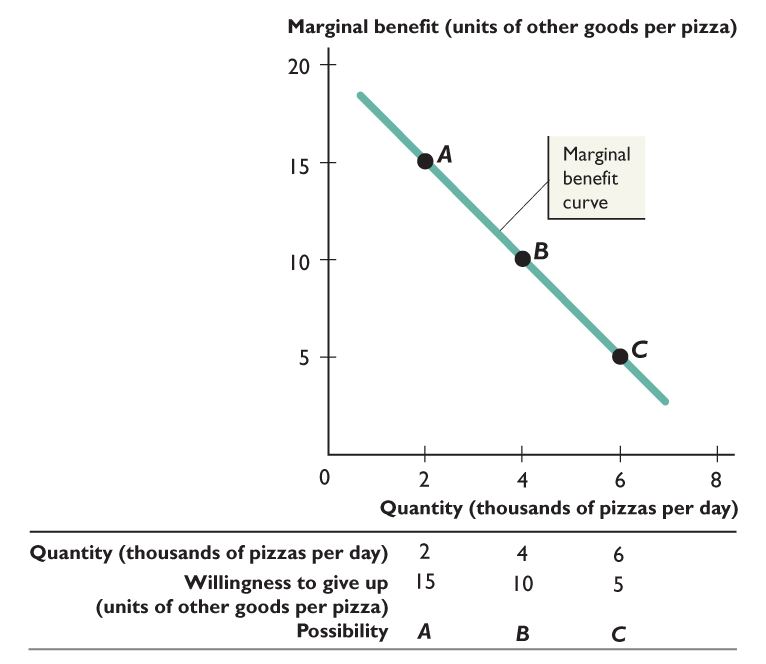 Marginal benefit (units of other goods per pizza)
20
A
Marginal
benefit
curve
15
B
10
C
5
0
2 4 6 8
Quantity (thousands of pizzas per day)
Quantity (thousands of pizzas per day) 2 4 6
Willingness to give up 15 10 5
(units of other goods per pizza)
Possibility A B C